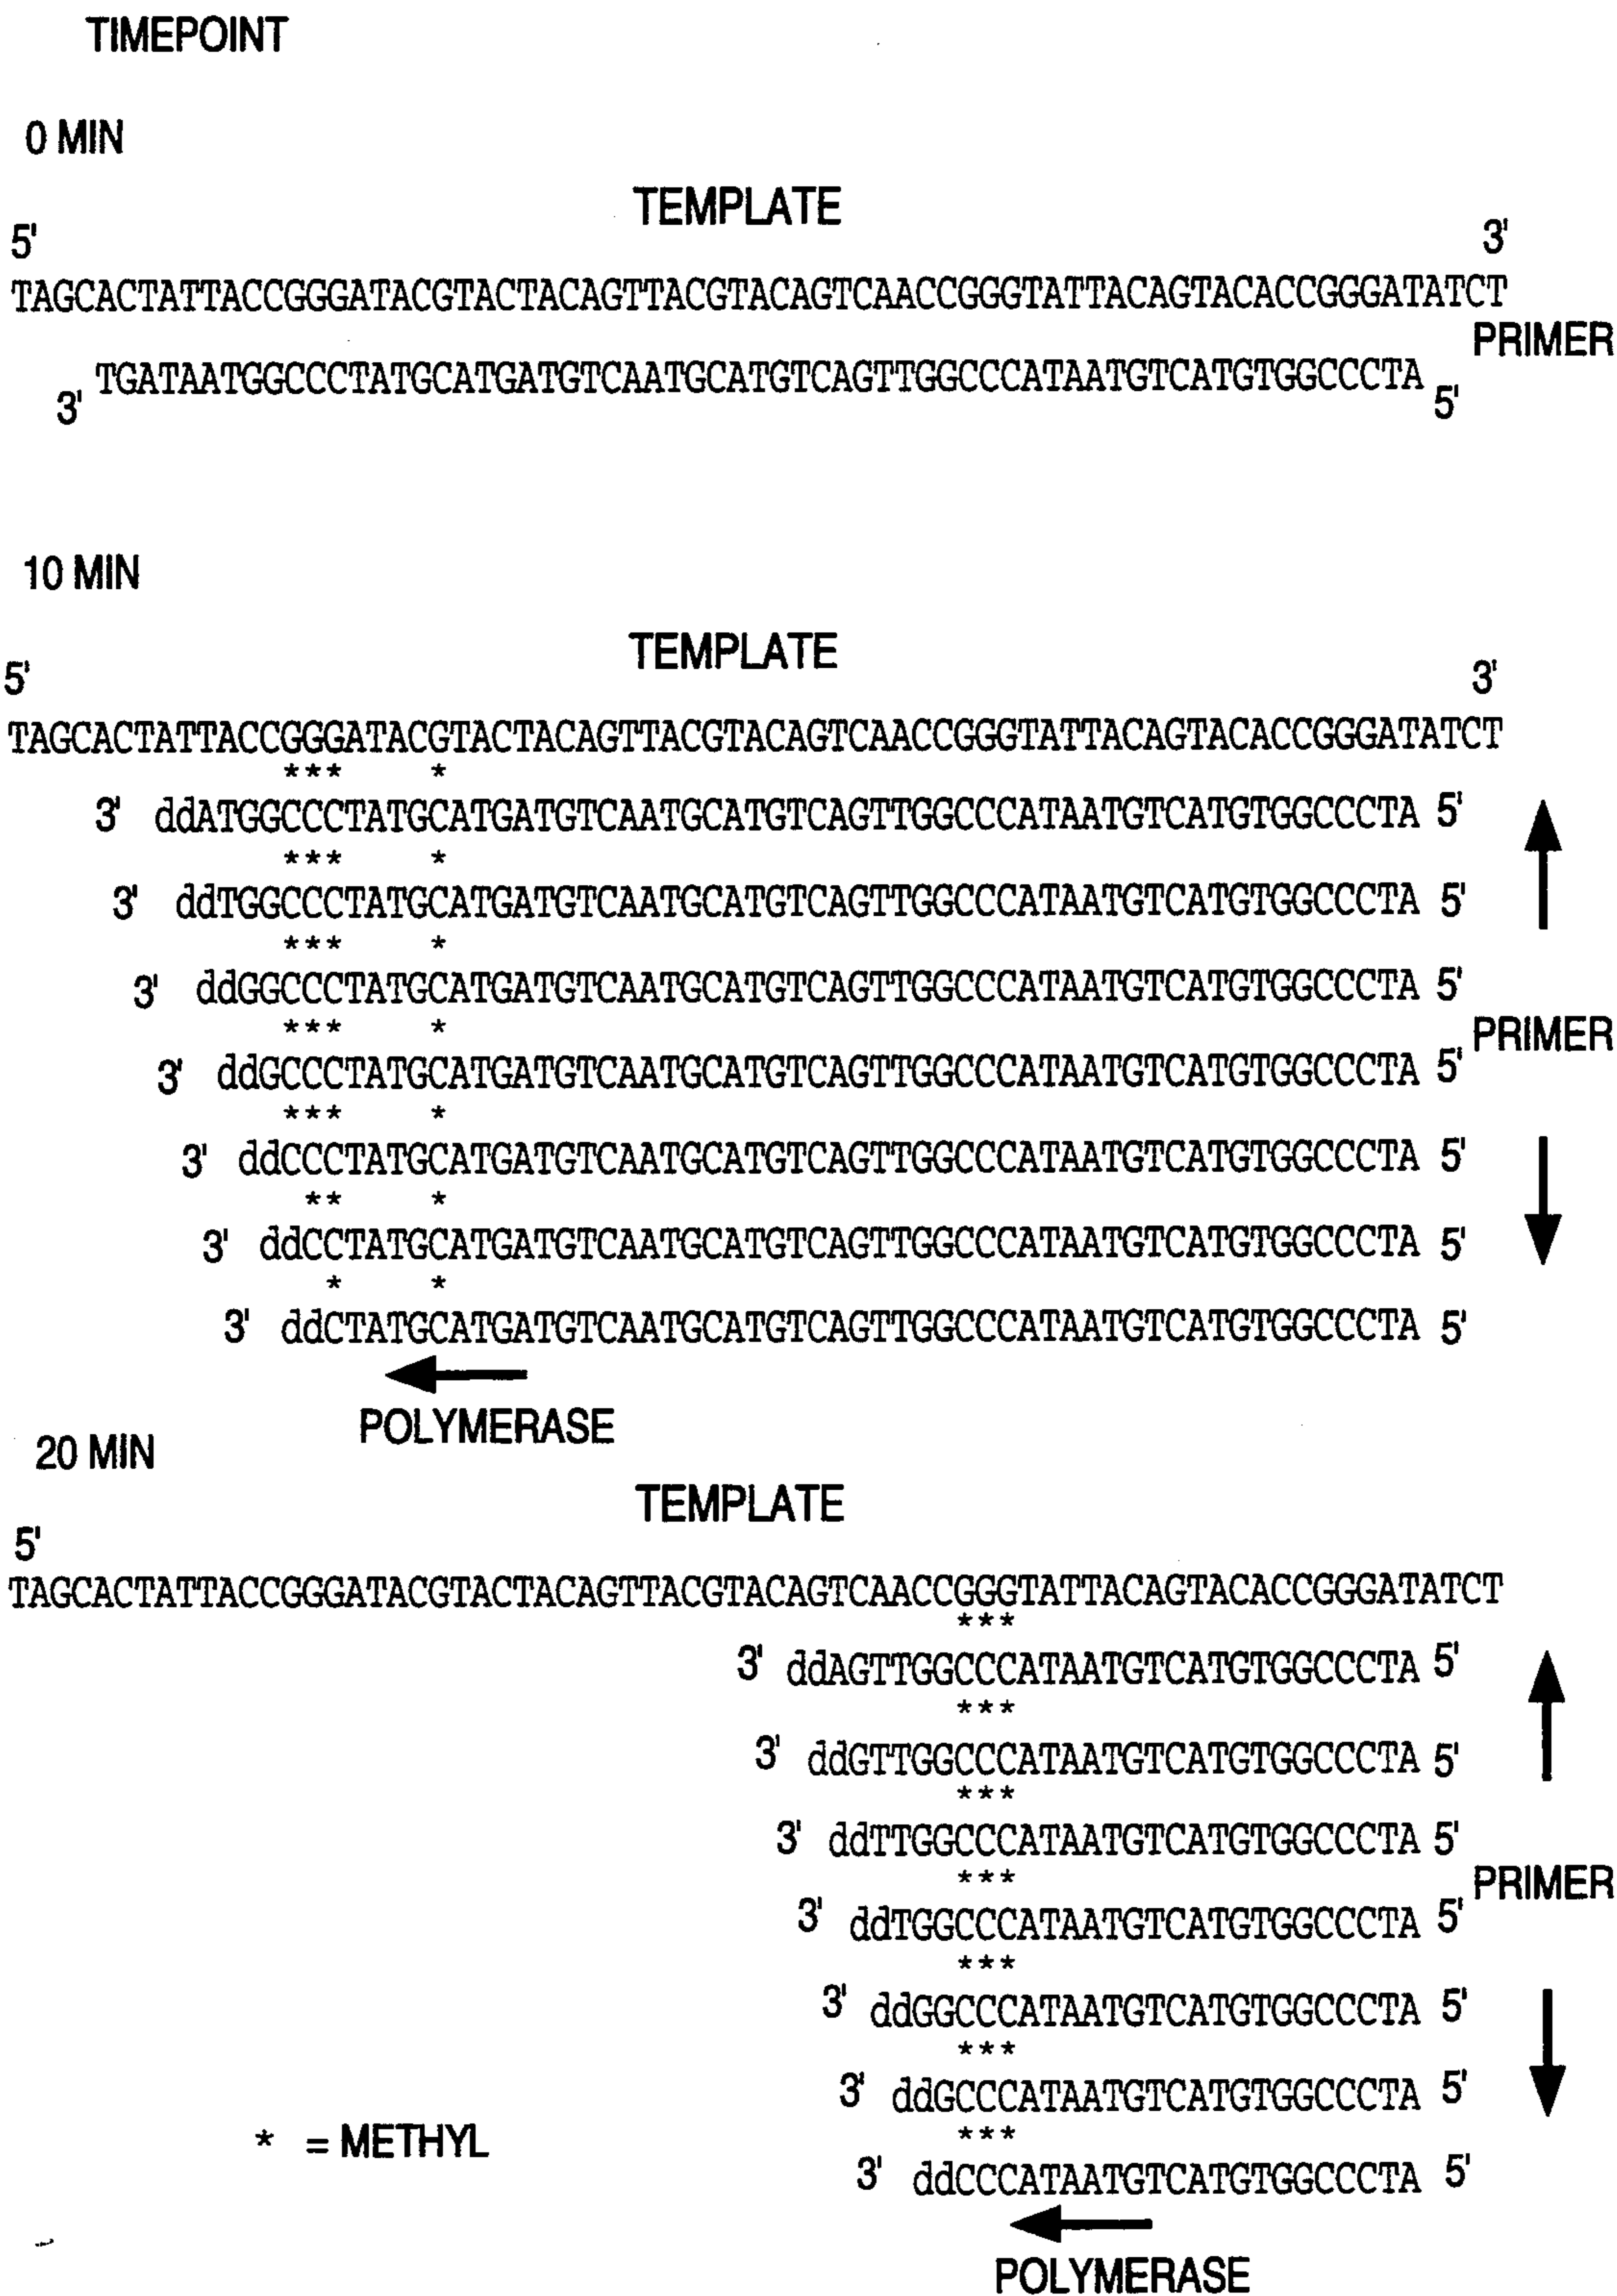 TIMEPOINT
0 MIN
TEMPLATE
5' 3'
TAGCACTATTACCGGGATACGTACTACAGTTACGTACAGTCAACCGGGTATTACAGTACACCGGGATATCT
PRIMER
3' TGATAATGGCCCTATGCATGATGTCAATGCATGTCAGTTGGCCCATAATGTCATGTGGCCCTA 5'
10 MIN
TEMPLATE
5' 3'
TAGCACTATTACCGGGATACGTACTACAGTTACGTACAGTCAACCGGGTATTACAGTACACCGGGATATCT
*** *
3' ddATGGCCCTATGCATGATGTCAATGCATGTCAGTTGGCCCATAATGTCATGTGGCCCTA 5'
*** *
3' ddTGGCCCTATGCATGATGTCAATGCATGTCAGTTGGCCCATAATGTCATGTGGCCCTA 5'
*** *
3' ddGGCCCTATGCATGATGTCAATGCATGTCAGTTGGCCCATAATGTCATGTGGCCCTA 5'
*** *
PRIMER
3' ddGCCCTATGCATGATGTCAATGCATGTCAGTTGGCCCATAATGTCATGTGGCCCTA 5'
*** *
3' ddCCCTATGCATGATGTCAATGCATGTCAGTTGGCCCATAATGTCATGTGGCCCTA 5'
** *
3' ddCCTATGCATGATGTCAATGCATGTCAGTTGGCCCATAATGTCATGTGGCCCTA 5'
* *
3' ddCTATGCATGATGTCAATGCATGTCAGTTGGCCCATAATGTCATGTGGCCCTA 5'
POLYMERASE
20 MIN
TEMPLATE
5'
TAGCACTATTACCGGGATACGTACTACAGTTACGTACAGTCAACCGGGTATTACAGTACACCGGGATATCT
***
3' ddAGTTGGCCCATAATGTCATGTGGCCCTA 5'
***
3' ddGTTGGCCCATAATGTCATGTGGCCCTA 5'
***
3' ddTTGGCCCATAATGTCATGTGGCCCTA 5'
***
PRIMER
3' ddTGGCCCATAATGTCATGTGGCCCTA 5'
***
3' ddGGCCCATAATGTCATGTGGCCCTA 5'
***
3' ddGCCCATAATGTCATGTGGCCCTA 5'
***
* = METHYL
3' ddCCCATAATGTCATGTGGCCCTA 5'
POLYMERASE